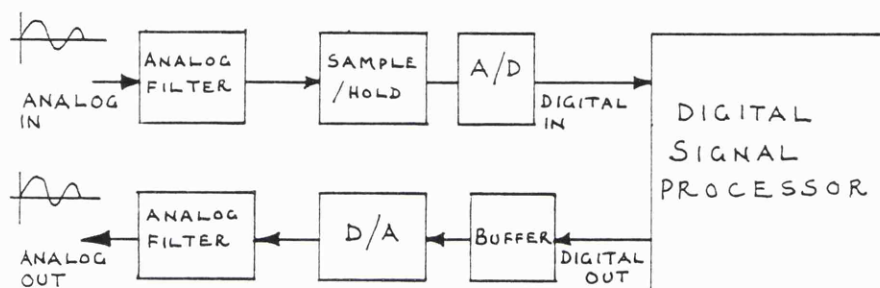 ANALOG
IN
ANALOG
FILTER
SAMPLE
/HOLD
A/D
DIGITAL
IN
DIGITAL
SIGNAL
PROCESSOR
ANALOG
OUT
ANALOG
FILTER
D/A
BUFFER
DIGITAL
OUT